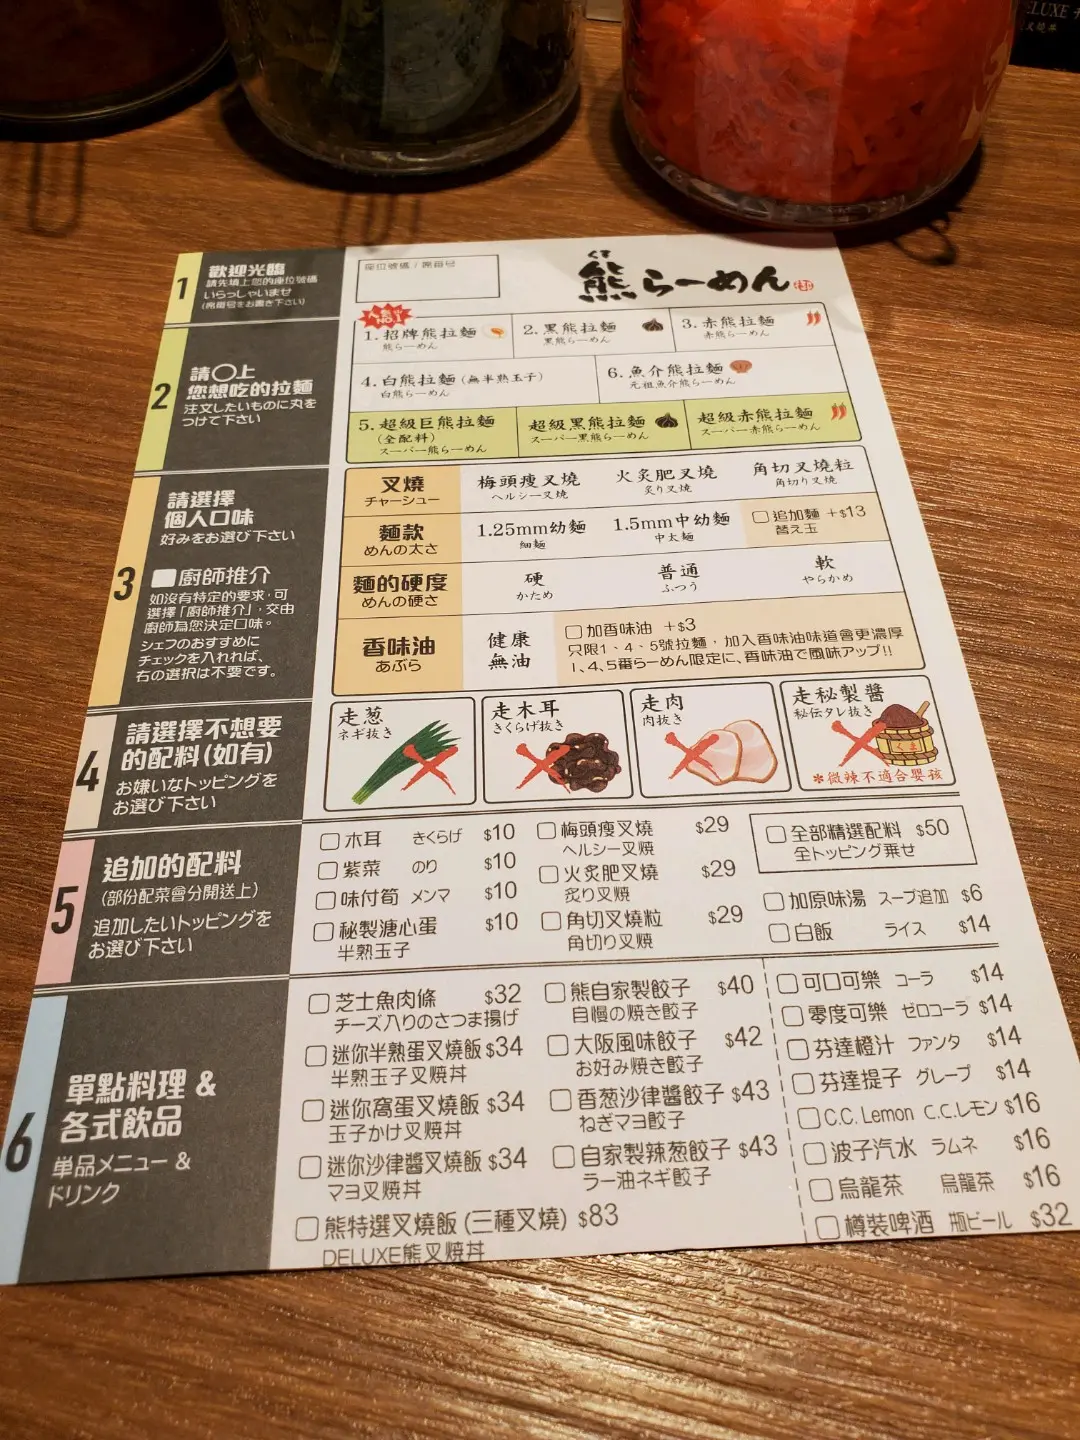 ELUXE
叉燒丼
1
歡迎光臨
請先填上您的座位號碼
いらっしゃいませ
(席番号をお書き下さい)
座位號碼 / 席番号
くま
熊らーめん
2
請〇上
您想吃的拉麵
注文したいものに丸を
つけて下さい
人氣
NO.1
1. 招牌熊拉麵
熊らーめん
2. 黑熊拉麵
黒熊らーめん
3. 赤熊拉麵
赤熊らーめん
4. 白熊拉麵 (無半熟玉子)
白熊らーめん
6. 魚介熊拉麵
元祖魚介熊らーめん
5. 超級巨熊拉麵
(全配料)
スーパー熊らーめん
超級黑熊拉麵
スーパー黒熊らーめん
超級赤熊拉麵
スーパー赤熊らーめん
3
請選擇
個人口味
好みをお選び下さい
廚師推介
如沒有特定的要求，可
選擇「廚師推介」，交由
廚師為您決定口味。
シェフのおすすめに
チェックを入れれば、
右の選択は不要です。
叉燒
チャーシュー
梅頭瘦叉燒
ヘルシー叉焼
火炙肥叉燒
炙り叉焼
角切叉燒粒
角切り叉焼
麵款
めんの太さ
1.25mm幼麵
細麺
1.5mm中幼麵
中太麺
追加麵 +$13
替え玉
麵的硬度
めんの硬さ
硬
かため
普通
ふつう
軟
やらかめ
香味油
あぶら
健康
無油
加香味油 +$3
只限1、4、5號拉麵，加入香味油味道會更濃厚
1､4､5番らーめん限定に､香味油で風味アップ!!
4
請選擇不想要
的配料(如有)
お嫌いなトッピングを
お選び下さい
走葱
ネギ抜き
走木耳
きくらげ抜き
走肉
肉抜き
走秘製醬
秘伝タレ抜き
くま
*微辣不適合嬰孩
5
追加的配料
(部份配菜會分開送上)
追加したいトッピングを
お選び下さい
木耳 きくらげ $10
紫菜 のり $10
味付筍 メンマ $10
秘製溏心蛋 $10
半熟玉子
梅頭瘦叉燒 $29
ヘルシー叉焼
火炙肥叉燒 $29
炙り叉焼
角切叉燒粒 $29
角切り叉焼
全部精選配料 $50
全トッピング乗せ
加原味湯 スープ追加 $6
白飯 ライス $14
6
單點料理 &
各式飲品
単品メニュー &
ドリンク
芝士魚肉條 $32
チーズ入りのさつま揚げ
迷你半熟蛋叉燒飯 $34
半熟玉子叉焼丼
迷你窩蛋叉燒飯 $34
玉子かけ叉焼丼
迷你沙律醬叉燒飯 $34
マヨ叉焼丼
熊特選叉燒飯 (三種叉燒) $83
DELUXE熊叉焼丼
熊自家製餃子 $40
自慢の焼き餃子
大阪風味餃子 $42
お好み焼き餃子
香葱沙律醬餃子 $43
ねぎマヨ餃子
自家製辣葱餃子 $43
ラー油ネギ餃子
可口可樂 コーラ $14
零度可樂 ゼロコーラ $14
芬達橙汁 ファンタ $14
芬達提子 グレープ $14
C.C. Lemon C.C.レモン $16
波子汽水 ラムネ $16
烏龍茶 烏龍茶 $16
樽裝啤酒 瓶ビール $32